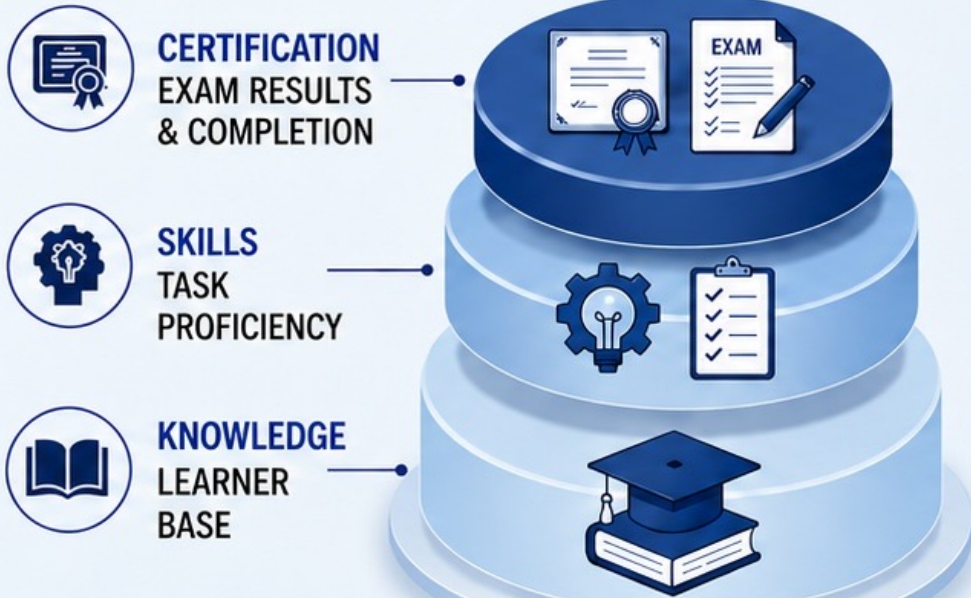 CERTIFICATION
EXAM RESULTS
& COMPLETION
EXAM
SKILLS
TASK
PROFICIENCY
KNOWLEDGE
LEARNER
BASE